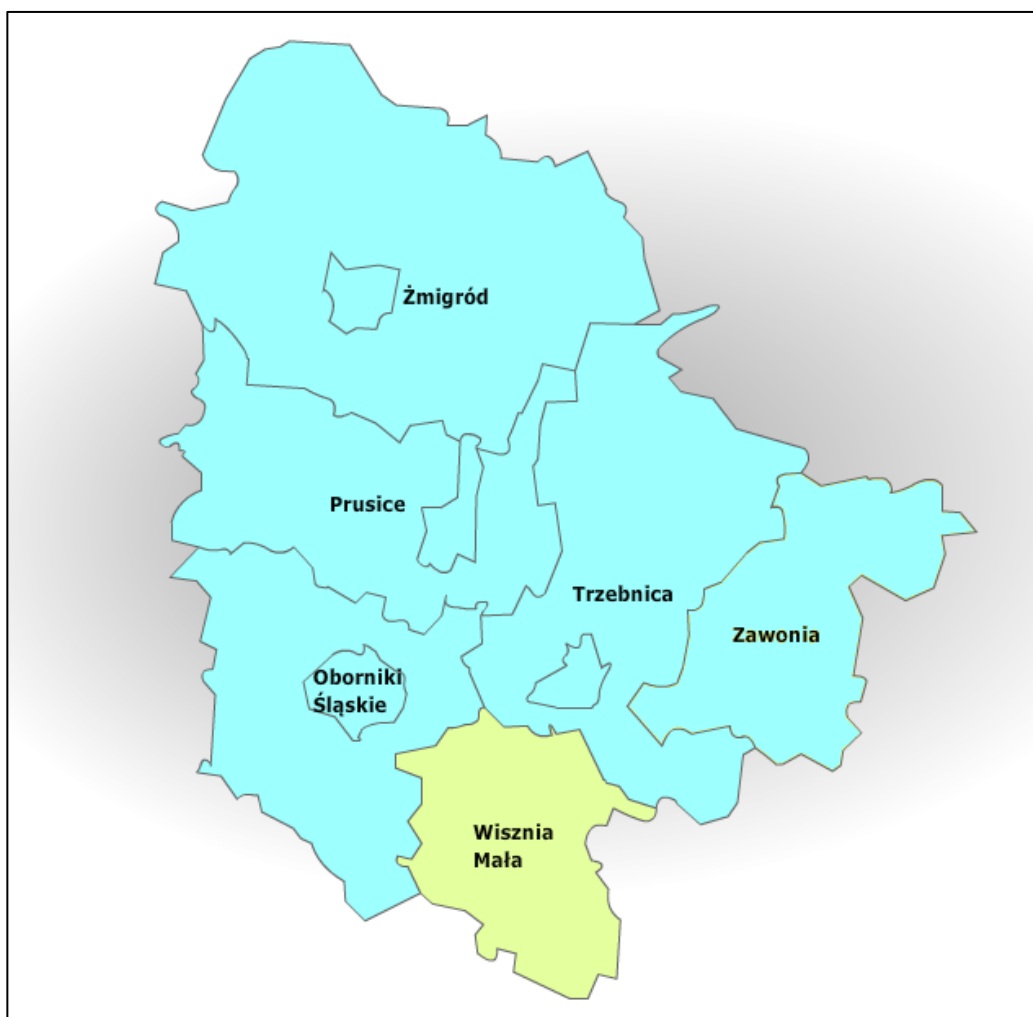 Żmigród
Prusice
Trzebnica
Zawonia
Oborniki
Śląskie
Wisznia
Mała